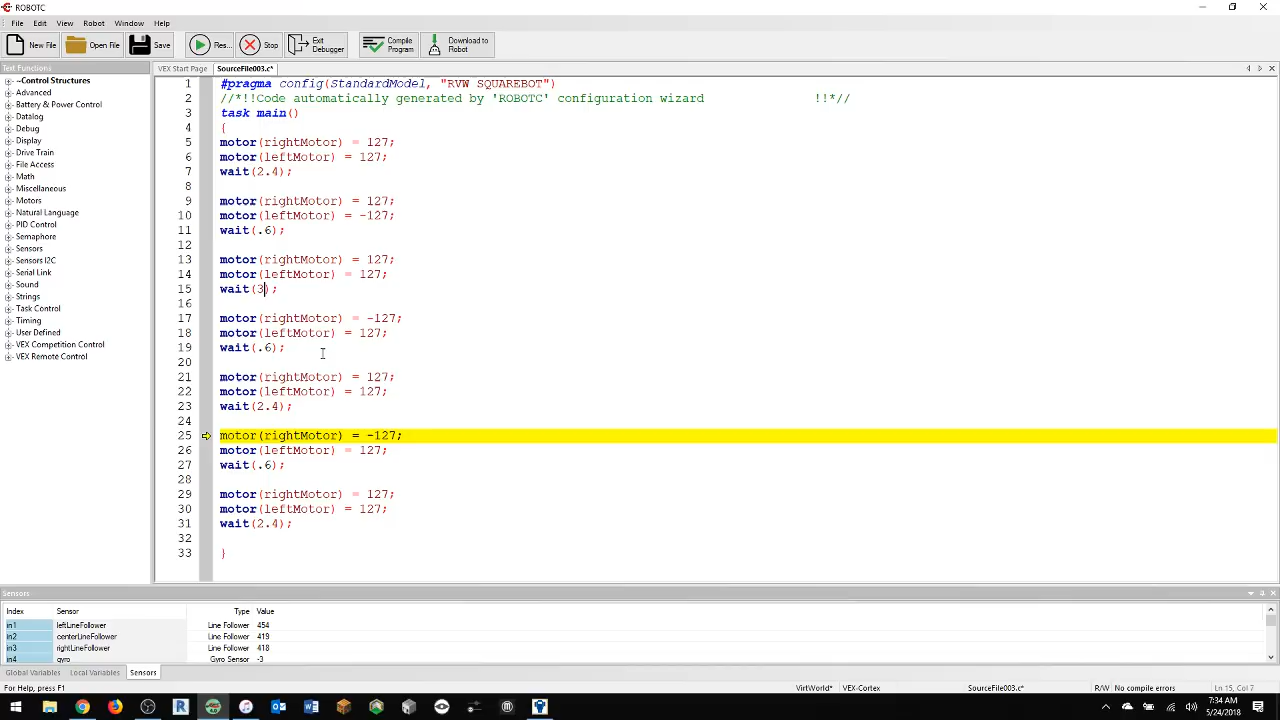 ROBOTC
File Edit View Robot Window Help
New File Open File Save Res... Stop Exit Debugger Compile Program Download to Robot
Text Functions
~Control Structures
Advanced
Battery & Power Control
Datalog
Debug
Display
Drive Train
File Access
Math
Miscellaneous
Motors
Natural Language
PID Control
Semaphore
Sensors
Sensors I2C
Serial Link
Sound
Strings
Task Control
Timing
User Defined
VEX Competition Control
VEX Remote Control
VEX Start Page SourceFile003.c*
1 #pragma config(StandardModel, "RVW SQUAREBOT")
2 //*!!Code automatically generated by 'ROBOTC' configuration wizard !!*//
3 task main()
4 {
5 motor(rightMotor) = 127;
6 motor(leftMotor) = 127;
7 wait(2.4);
8
9 motor(rightMotor) = 127;
10 motor(leftMotor) = -127;
11 wait(.6);
12
13 motor(rightMotor) = 127;
14 motor(leftMotor) = 127;
15 wait(3);
16
17 motor(rightMotor) = -127;
18 motor(leftMotor) = 127;
19 wait(.6);
20
21 motor(rightMotor) = 127;
22 motor(leftMotor) = 127;
23 wait(2.4);
24
25 motor(rightMotor) = -127;
26 motor(leftMotor) = 127;
27 wait(.6);
28
29 motor(rightMotor) = 127;
30 motor(leftMotor) = 127;
31 wait(2.4);
32
33 }
Sensors
Index Sensor Type Value
in1 leftLineFollower Line Follower 454
in2 centerLineFollower Line Follower 419
in3 rightLineFollower Line Follower 418
in4 gyro Gyro Sensor -3
Global Variables Local Variables Sensors
For Help, press F1 VirtWorld* VEX-Cortex SourceFile003.c* R/W No compile errors Ln 15, Col 7
7:34 AM
5/24/2018